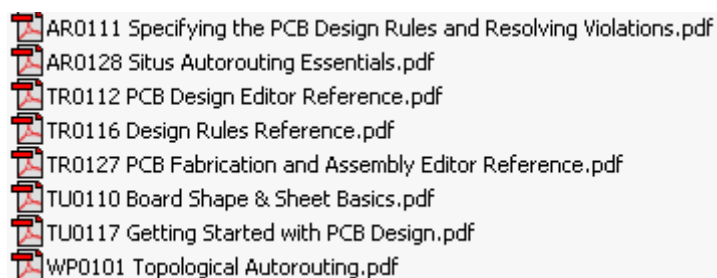 AR0111 Specifying the PCB Design Rules and Resolving Violations.pdf
AR0128 Situs Autorouting Essentials.pdf
TR0112 PCB Design Editor Reference.pdf
TR0116 Design Rules Reference.pdf
TR0127 PCB Fabrication and Assembly Editor Reference.pdf
TU0110 Board Shape & Sheet Basics.pdf
TU0117 Getting Started with PCB Design.pdf
WP0101 Topological Autorouting.pdf